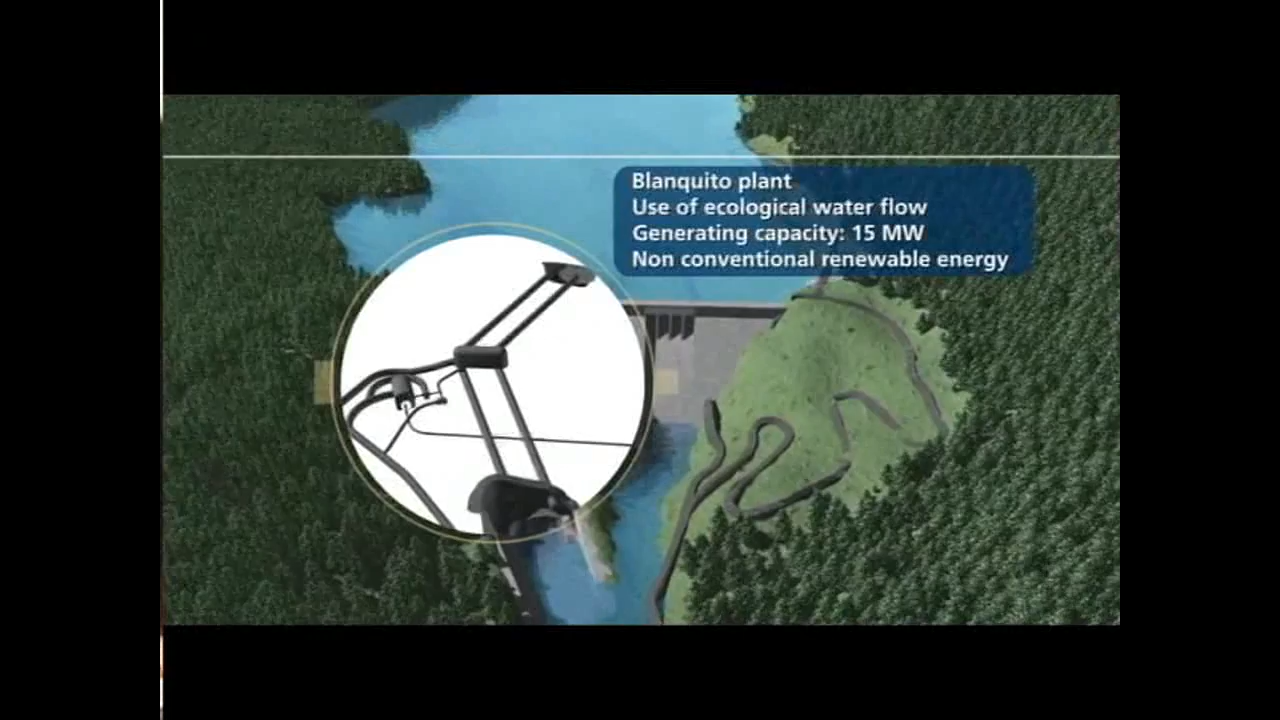 Blanquito plant
Use of ecological water flow
Generating capacity: 15 MW
Non conventional renewable energy